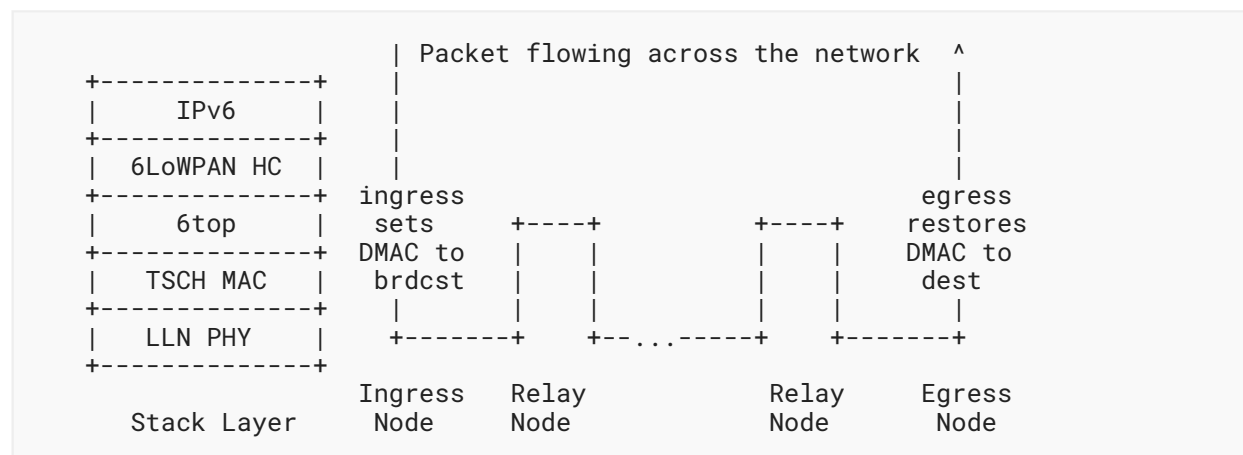 | Packet flowing across the network  ^
+--------------+         |                                    |
|     IPv6     |         |                                    |
+--------------+         |                                    |
|  6LoWPAN HC  |         |                                    |
+--------------+  ingress                              egress
|     6top     |   sets     +----+          +----+    restores
+--------------+  DMAC to   |    |          |    |    DMAC to
|   TSCH MAC   |   brdcst   |    |          |    |     dest
+--------------+    |       |    |          |    |       |
|   LLN PHY    |    +-------+    +--...-----+    +-------+
+--------------+
                  Ingress   Relay            Relay     Egress
   Stack Layer     Node     Node             Node       Node